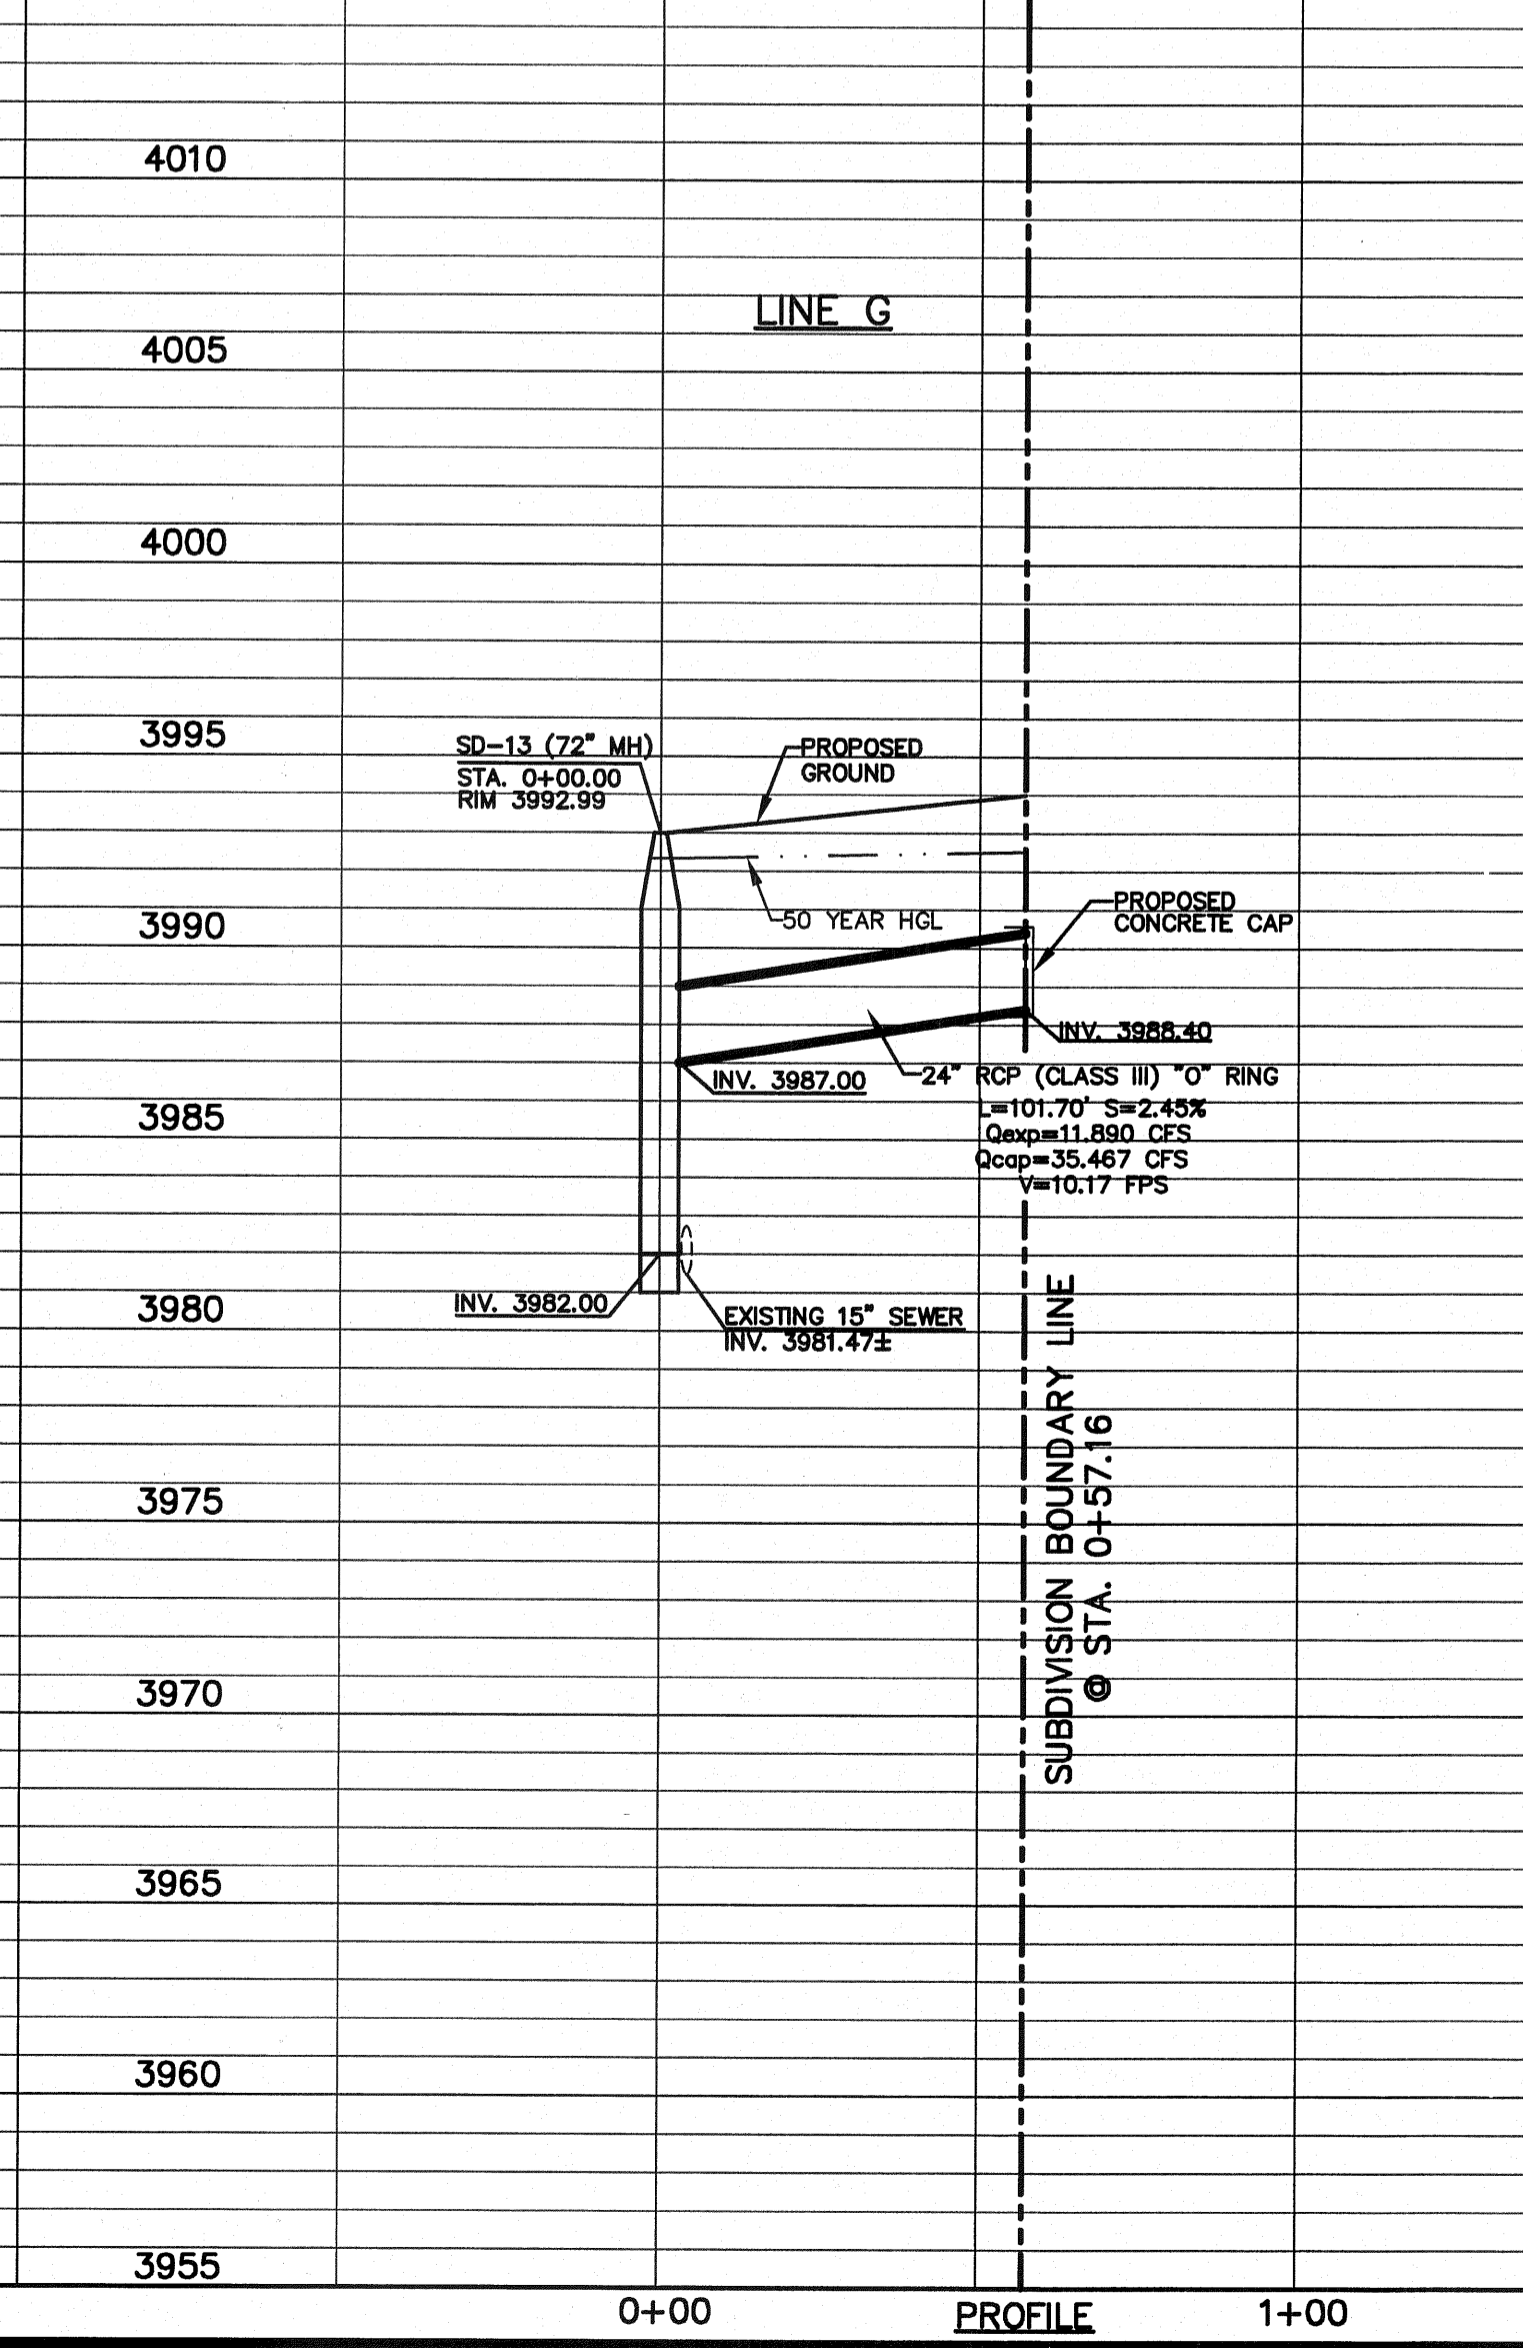 4010
LINE G
4005
4000
3995
SD-13 (72" MH)
STA. 0+00.00
RIM 3992.99
PROPOSED
GROUND
3990
50 YEAR HGL
PROPOSED
CONCRETE CAP
INV. 3988.40
INV. 3987.00
24" RCP (CLASS III) "O" RING
L=101.70' S=2.45%
Qexp=11.890 CFS
Qcap=35.467 CFS
V=10.17 FPS
3985
3980
INV. 3982.00
EXISTING 15" SEWER
INV. 3981.47±
SUBDIVISION BOUNDARY LINE
@ STA. 0+57.16
3975
3970
3965
3960
3955
0+00
PROFILE
1+00